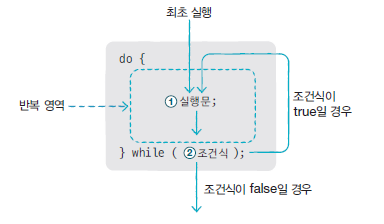 최초 실행
do {
① 실행문;
반복 영역
조건식이
true일 경우
} while ( ② 조건식 );
조건식이 false일 경우